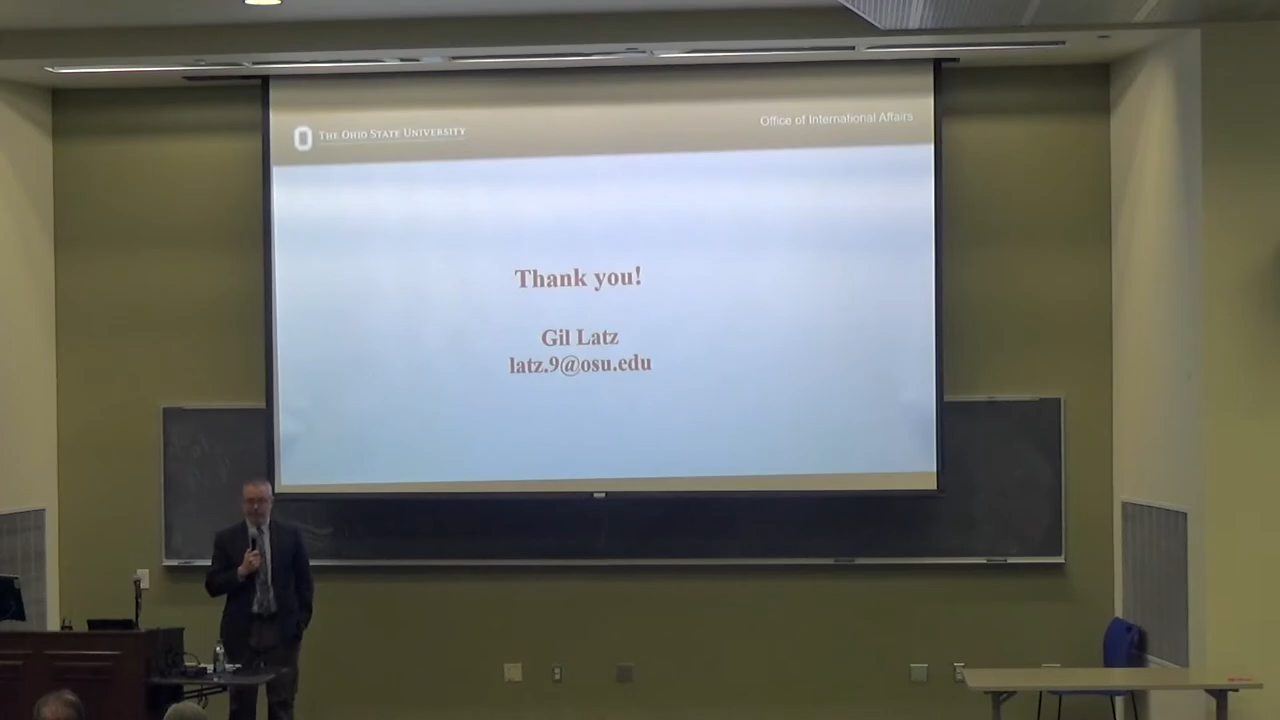 The Ohio State University
Office of International Affairs
Thank you!
Gil Latz
latz.9@osu.edu